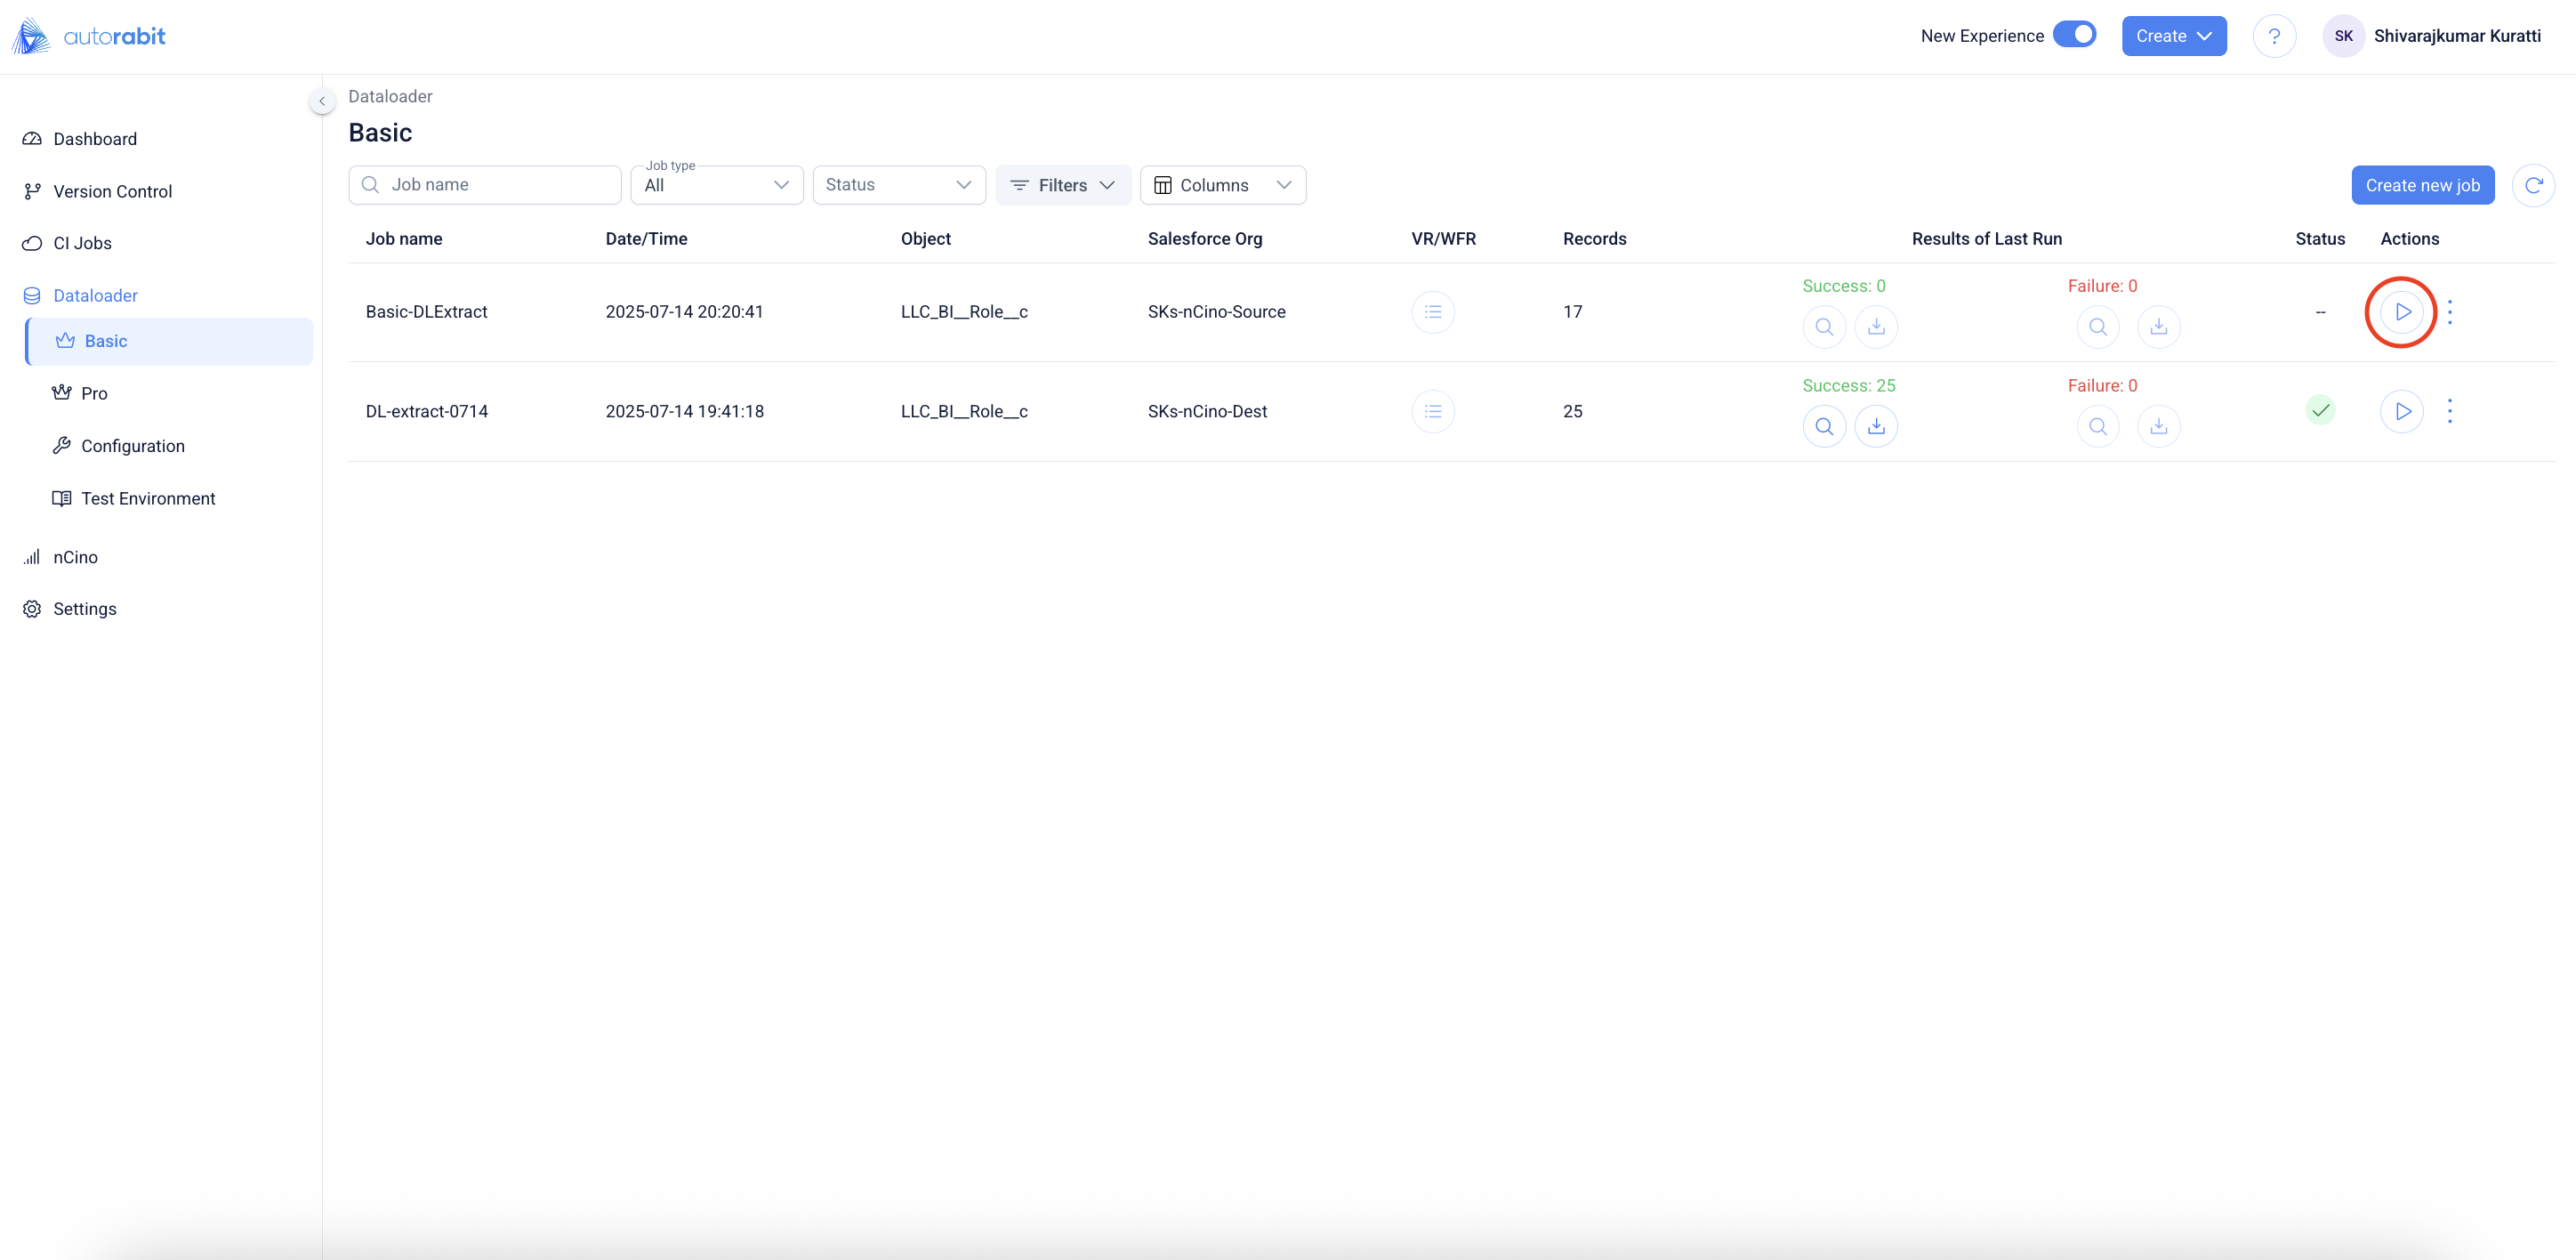 autorabit
New Experience
Create
?
SK
Shivarajkumar Kuratti
Dashboard
Version Control
CI Jobs
Dataloader
Basic
Pro
Configuration
Test Environment
nCino
Settings
Dataloader
Basic
Job name
Job type
All
Status
Filters
Columns
Create new job
Job name Date/Time Object Salesforce Org VR/WFR Records Results of Last Run Status Actions
Basic-DLExtract 2025-07-14 20:20:41 LLC_BI__Role__c SKs-nCino-Source 17 Success: 0 Failure: 0 --
DL-extract-0714 2025-07-14 19:41:18 LLC_BI__Role__c SKs-nCino-Dest 25 Success: 25 Failure: 0